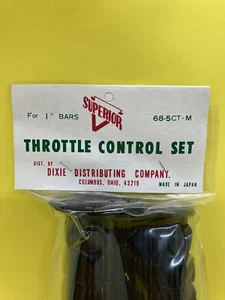 SUPERIOR
For 1" BARS 68-5CT-M
THROTTLE CONTROL SET
DIST. BY
DIXIE DISTRIBUTING COMPANY.
COLUMBUS, OHIO, 43219
MADE IN JAPAN